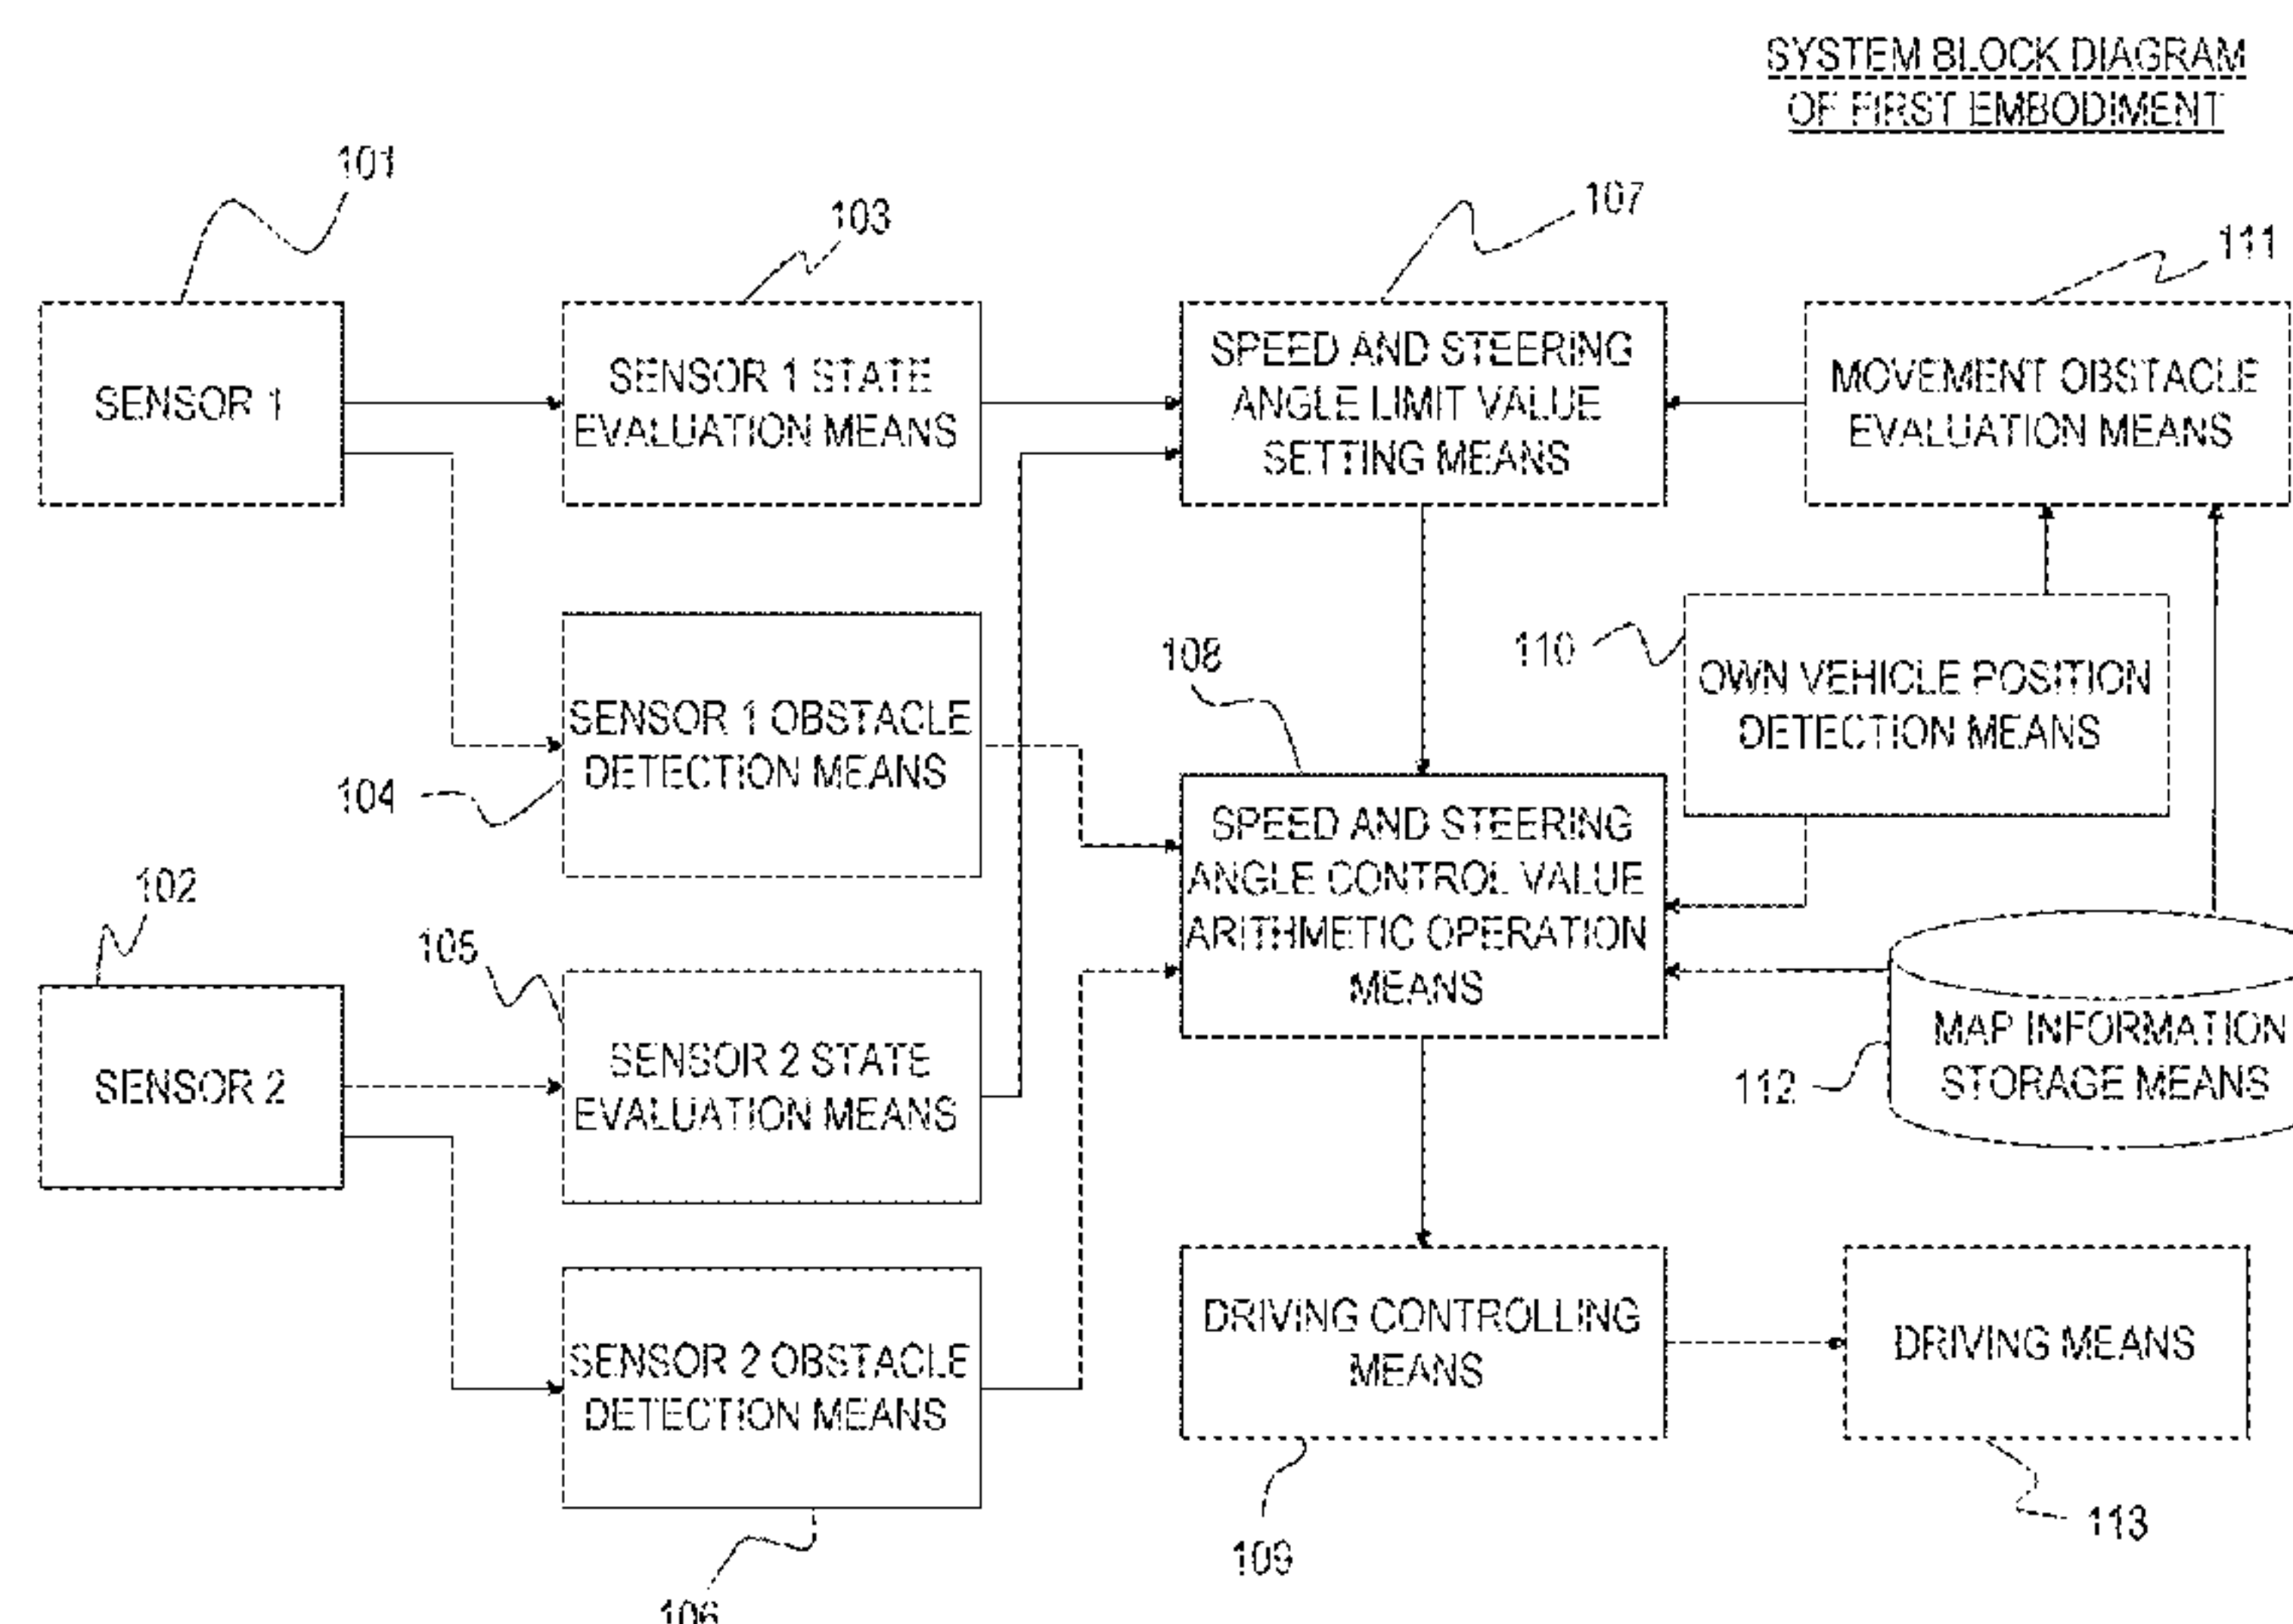 SYSTEM BLOCK DIAGRAM
OF FIRST EMBODIMENT
101
103
107
111
SENSOR 1
SENSOR 1 STATE
EVALUATION MEANS
SPEED AND STEERING
ANGLE LIMIT VALUE
SETTING MEANS
MOVEMENT OBSTACLE
EVALUATION MEANS
110
OWN VEHICLE POSITION
DETECTION MEANS
108
SENSOR 1 OBSTACLE
DETECTION MEANS
104
SPEED AND STEERING
ANGLE CONTROL VALUE
ARITHMETIC OPERATION
MEANS
102
105
SENSOR 2
SENSOR 2 STATE
EVALUATION MEANS
MAP INFORMATION
STORAGE MEANS
112
SENSOR 2 OBSTACLE
DETECTION MEANS
DRIVING CONTROLLING
MEANS
DRIVING MEANS
106
109
113